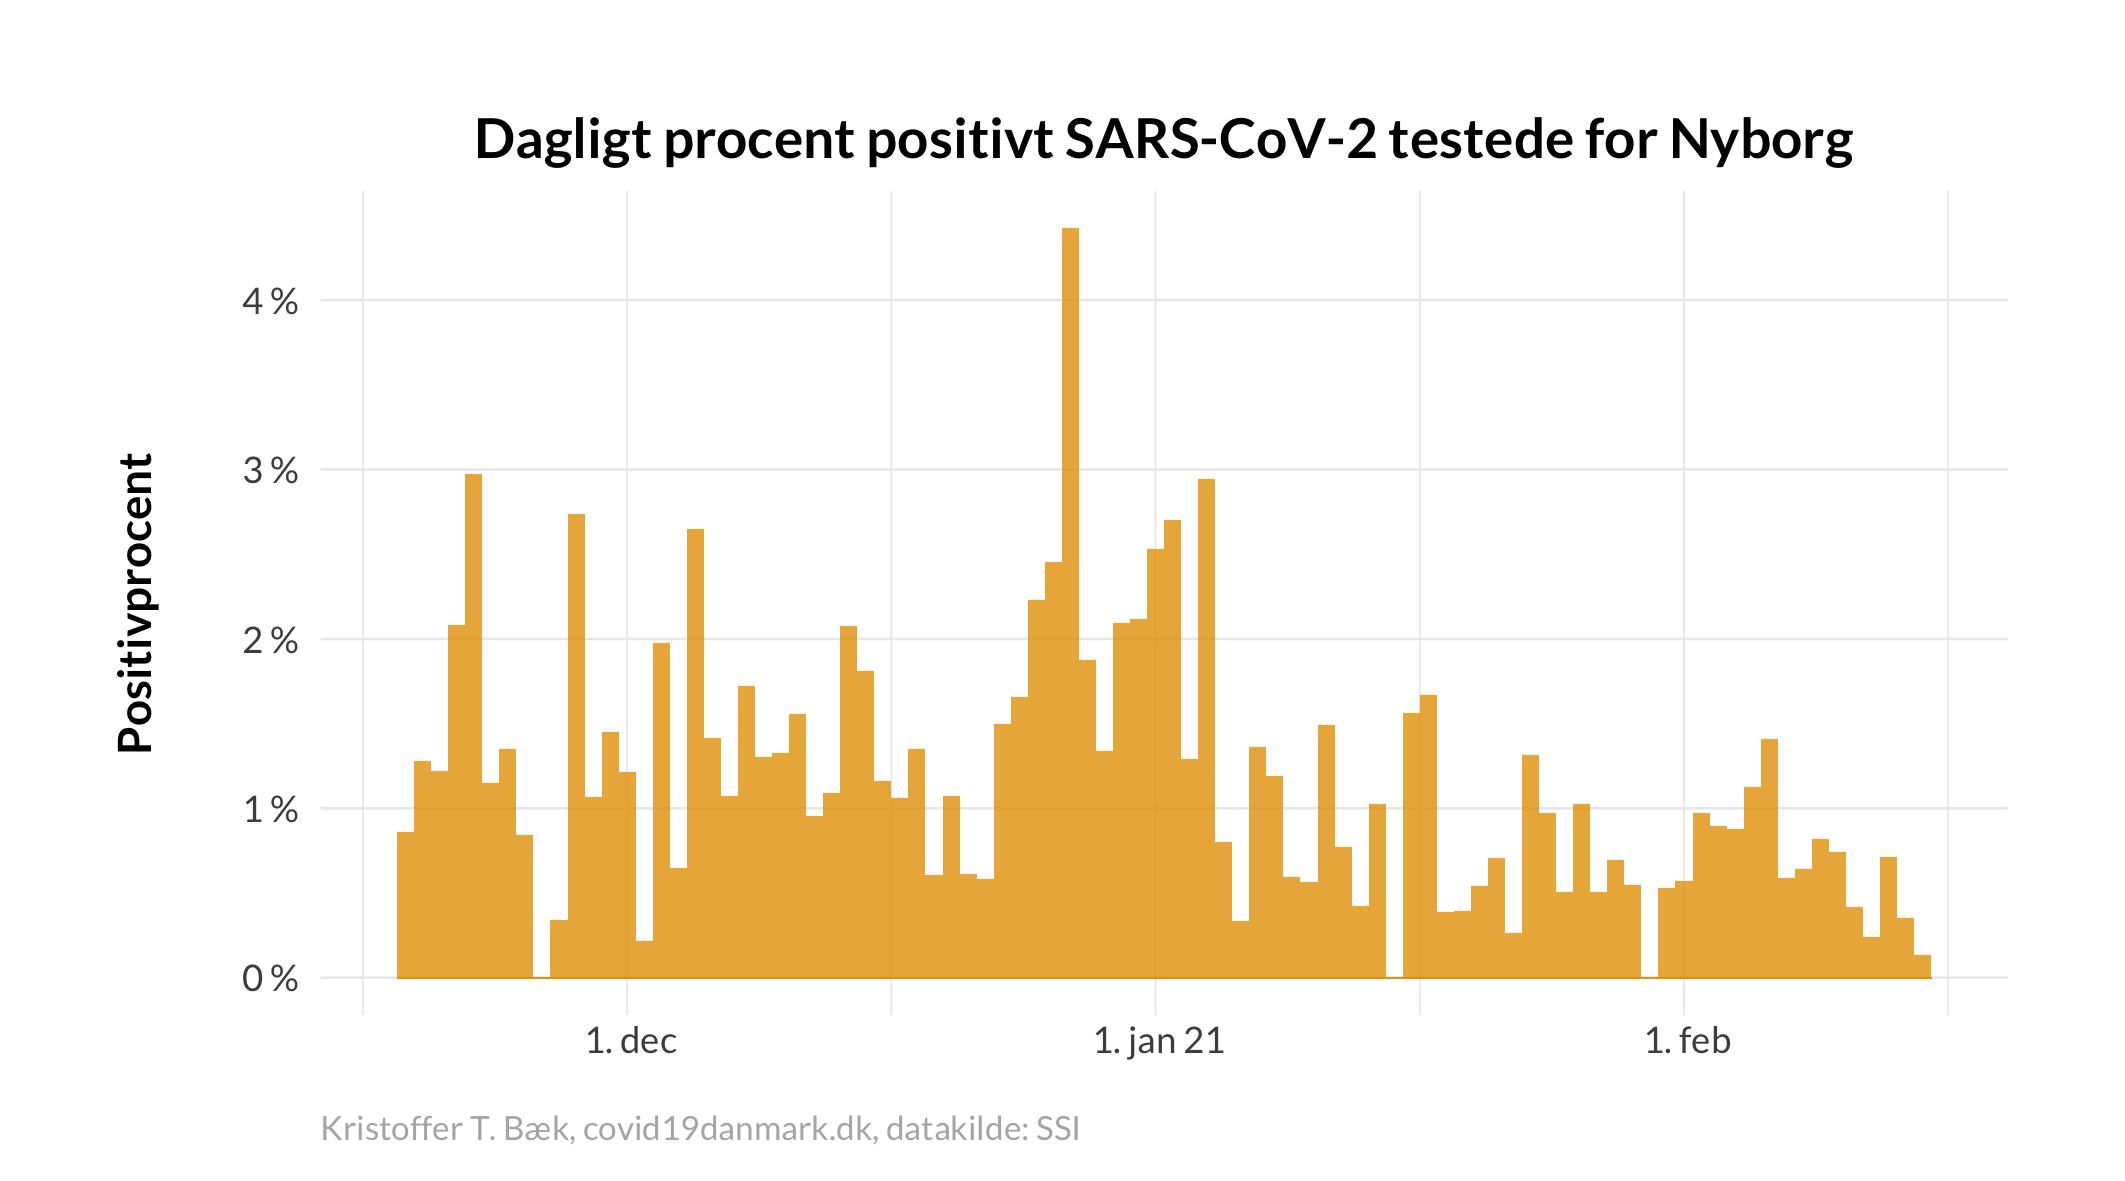 Dagligt procent positivt SARS-CoV-2 testede for Nyborg
Positivprocent
4 %
3 %
2 %
1 %
0 %
1. dec
1. jan 21
1. feb
Kristoffer T. Bæk, covid19danmark.dk, datakilde: SSI